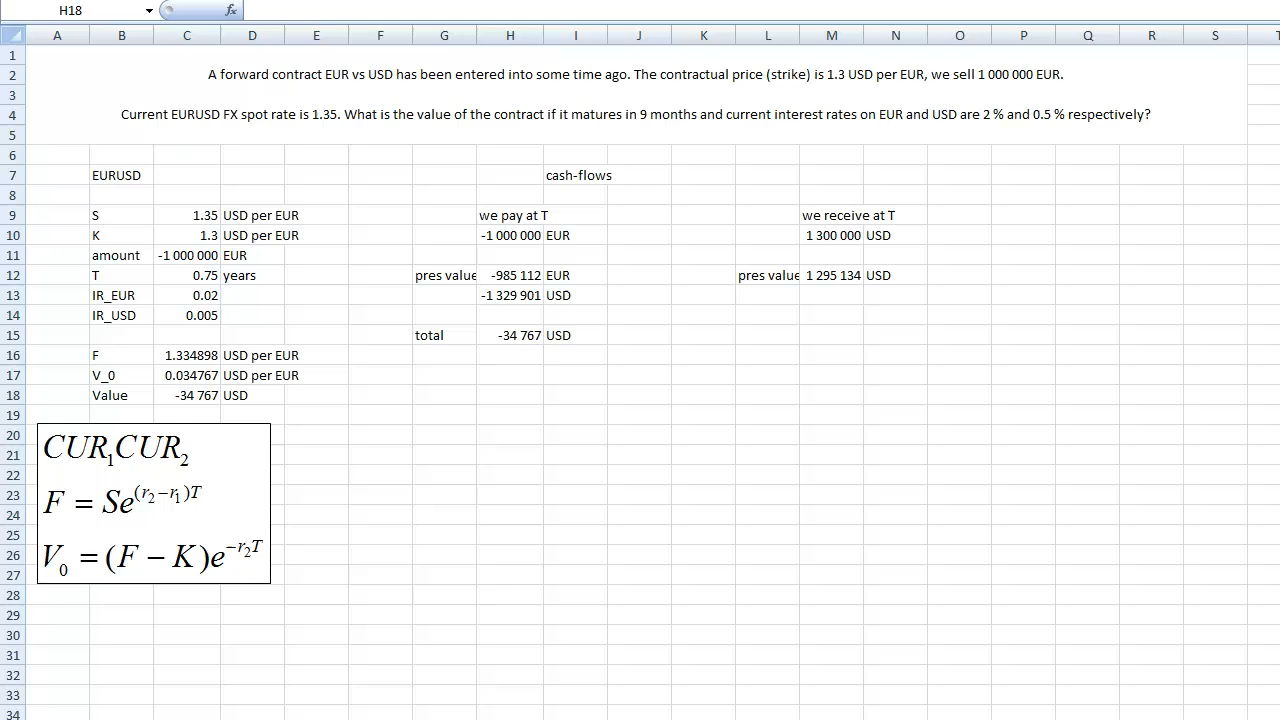 H18
fx
A B C D E F G H I J K L M N O P Q R S T
1
2 A forward contract EUR vs USD has been entered into some time ago. The contractual price (strike) is 1.3 USD per EUR, we sell 1 000 000 EUR.
3
4 Current EURUSD FX spot rate is 1.35. What is the value of the contract if it matures in 9 months and current interest rates on EUR and USD are 2 % and 0.5 % respectively?
5
6
7 EURUSD cash-flows
8
9 S 1.35 USD per EUR we pay at T we receive at T
10 K 1.3 USD per EUR -1 000 000 EUR 1 300 000 USD
11 amount -1 000 000 EUR
12 T 0.75 years pres value -985 112 EUR pres value 1 295 134 USD
13 IR_EUR 0.02 -1 329 901 USD
14 IR_USD 0.005
15 total -34 767 USD
16 F 1.334898 USD per EUR
17 V_0 0.034767 USD per EUR
18 Value -34 767 USD
19
20
21
22
23
24
25
26
27
28
29
30
31
32
33
34
CUR₁CUR₂
F = Se^{(r₂−r₁)T}
V₀ = (F − K)e^{−r₂T}